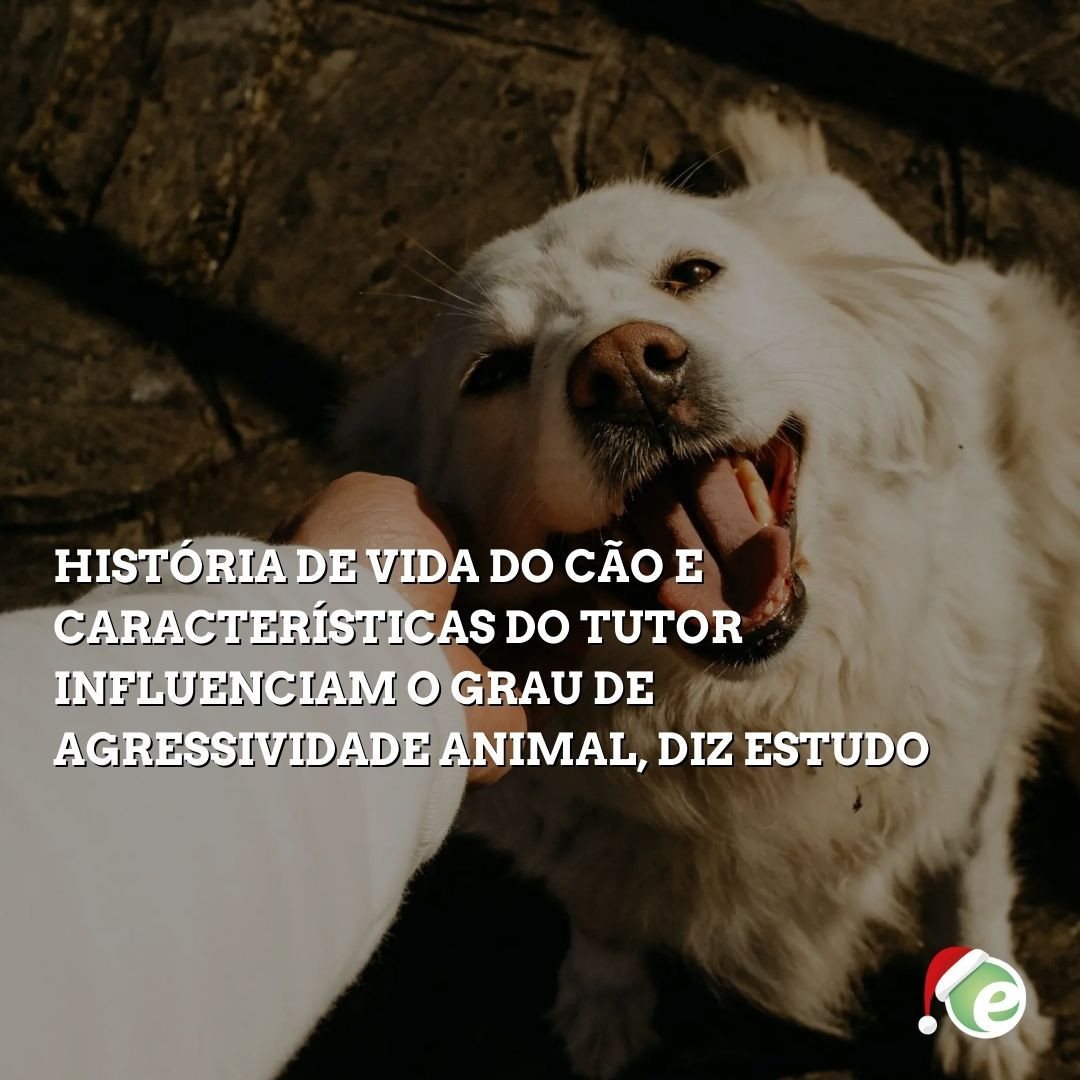 HISTÓRIA DE VIDA DO CÃO E
CARACTERÍSTICAS DO TUTOR
INFLUENCIAM O GRAU DE
AGRESSIVIDADE ANIMAL, DIZ ESTUDO
e